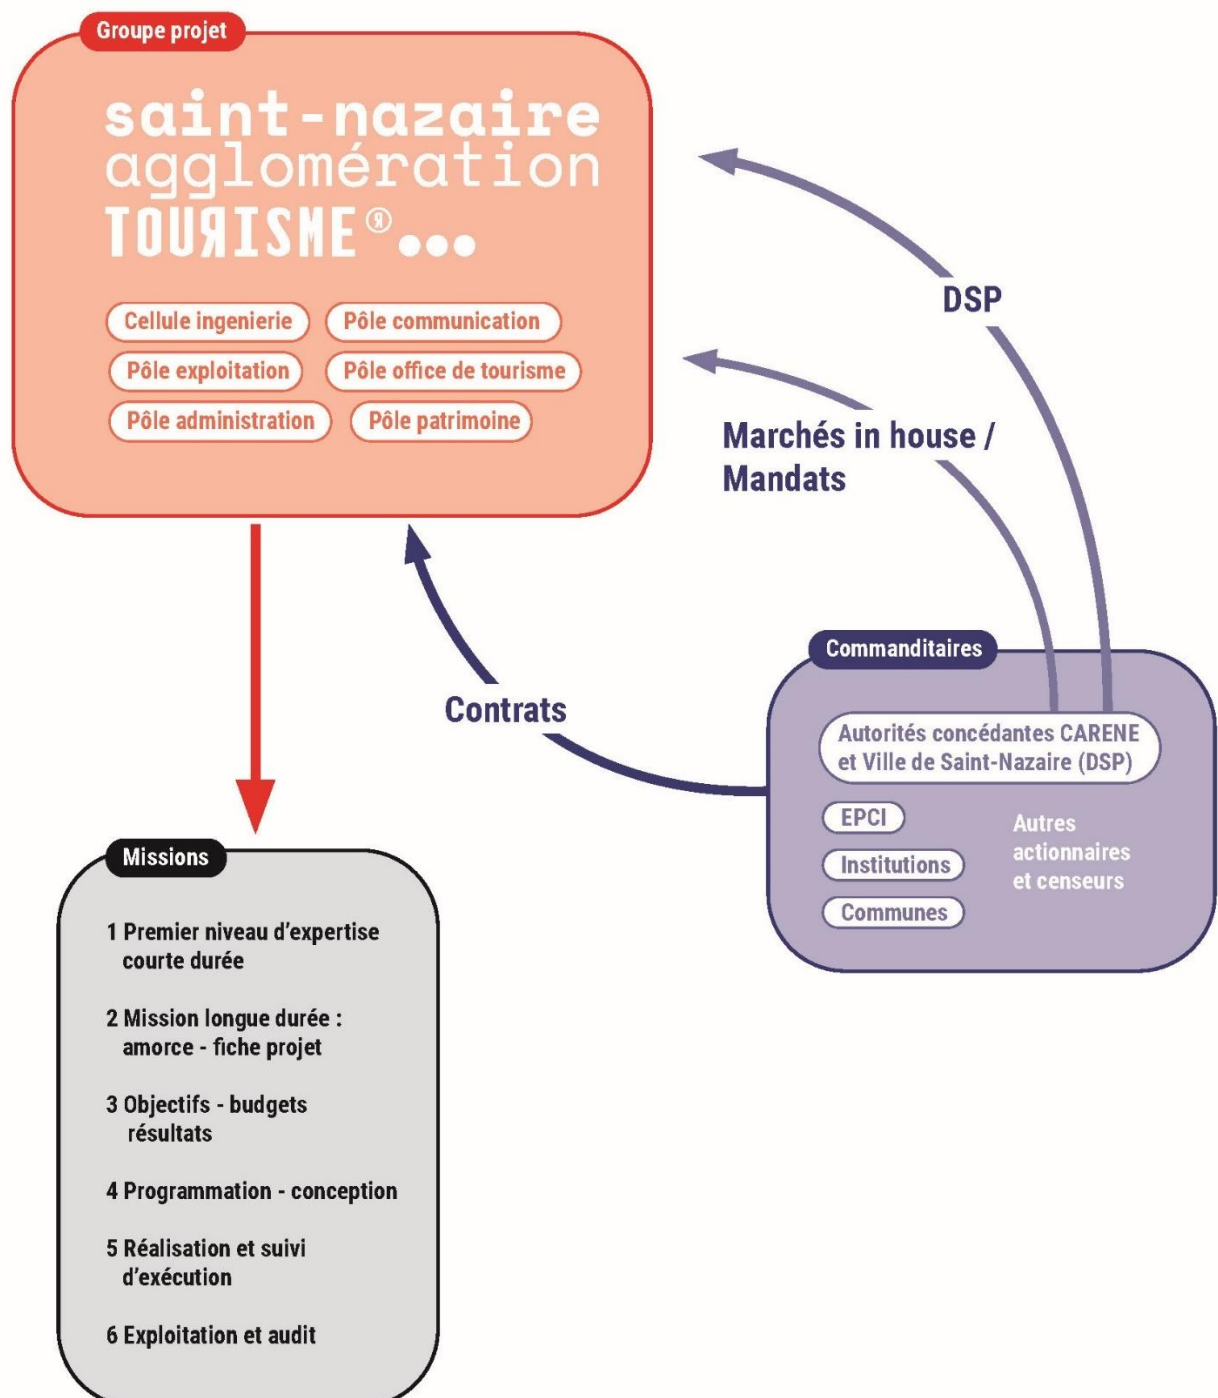 Groupe projet
saint-nazaire
agglomération
TOURISME® •••
Cellule ingenierie
Pôle communication
Pôle exploitation
Pôle office de tourisme
Pôle administration
Pôle patrimoine
DSP
Marchés in house /
Mandats
Contrats
Commanditaires
Autorités concédantes CARENE
et Ville de Saint-Nazaire (DSP)
EPCI
Institutions
Communes
Autres
actionnaires
et censeurs
Missions
1 Premier niveau d’expertise
courte durée
2 Mission longue durée :
amorce - fiche projet
3 Objectifs - budgets
résultats
4 Programmation - conception
5 Réalisation et suivi
d’exécution
6 Exploitation et audit